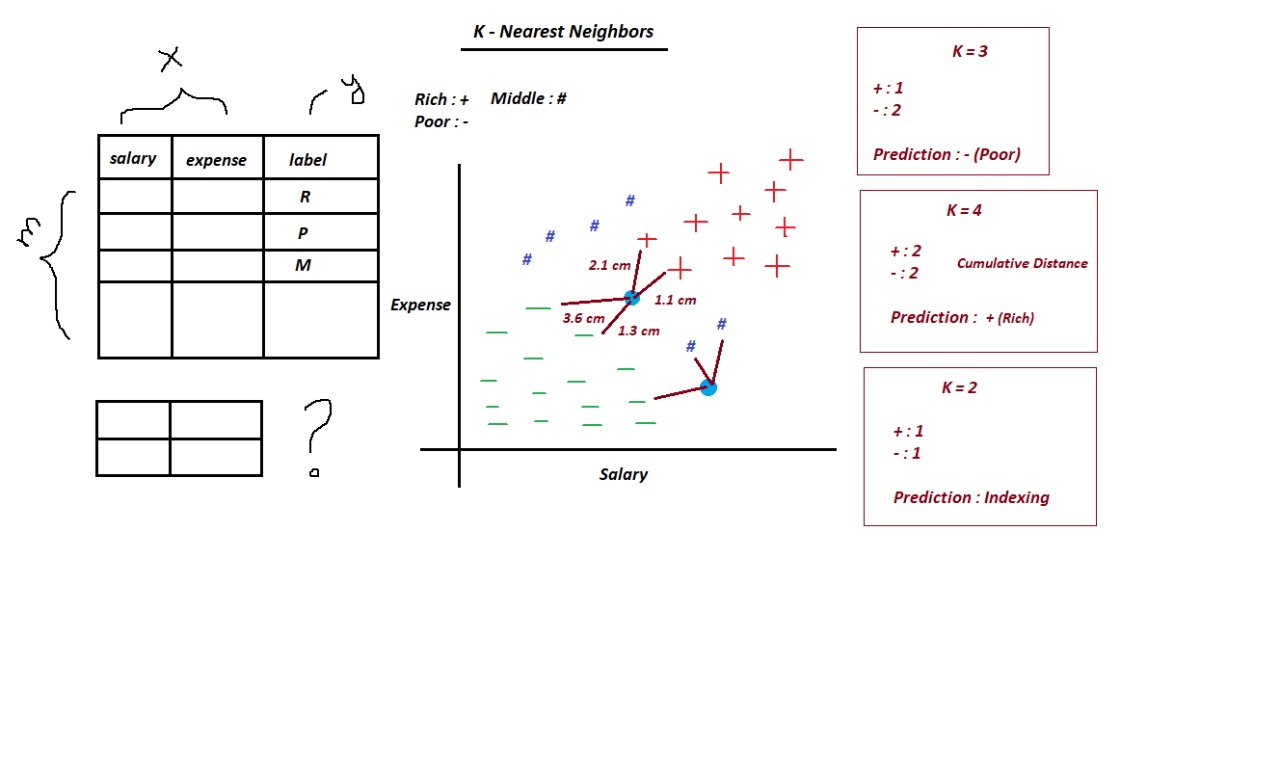 K - Nearest Neighbors
X
y
Rich : + Middle : #
Poor : -
salary expense label
R
P
M
m
?
Expense
Salary
2.1 cm
1.1 cm
3.6 cm
1.3 cm
K = 3
+ : 1
- : 2
Prediction : - (Poor)
K = 4
+ : 2
- : 2
Cumulative Distance
Prediction : + (Rich)
K = 2
+ : 1
- : 1
Prediction : Indexing